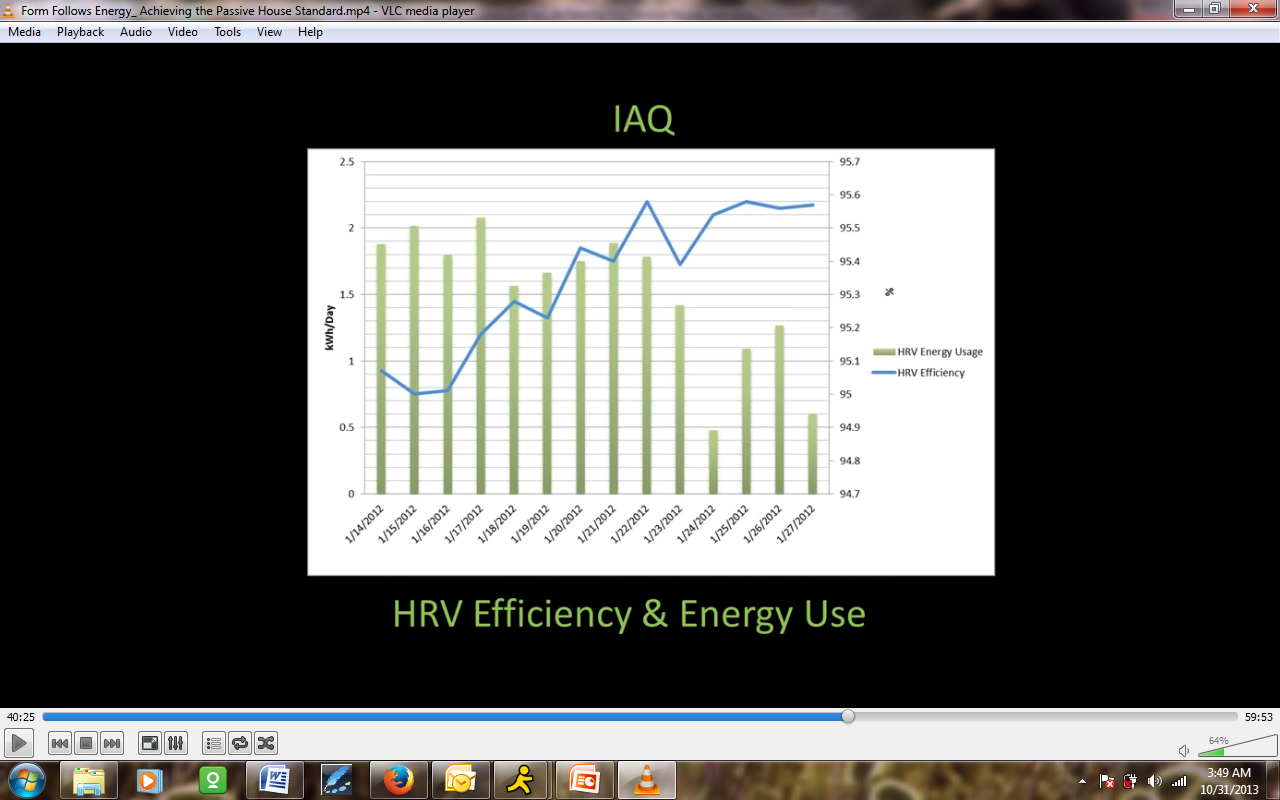 Form Follows Energy_ Achieving the Passive House Standard.mp4 - VLC media player
Media Playback Audio Video Tools View Help
IAQ
2.5
2
1.5
1
0.5
0
kWh/Day
95.7
95.6
95.5
95.4
95.3
95.2
95.1
95
94.9
94.8
94.7
%
HRV Energy Usage
HRV Efficiency
1/14/2012 1/15/2012 1/16/2012 1/17/2012 1/18/2012 1/19/2012 1/20/2012 1/21/2012 1/22/2012 1/23/2012 1/24/2012 1/25/2012 1/26/2012 1/27/2012
HRV Efficiency & Energy Use
40:25 59:53
64%
3:49 AM
10/31/2013